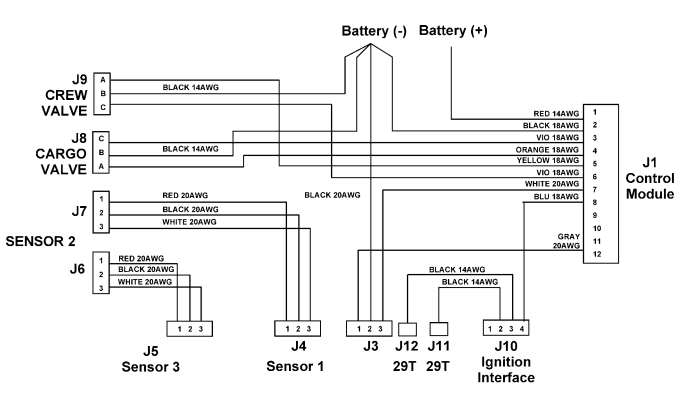 Battery (-) Battery (+)
J9
CREW
VALVE
A
B
C
BLACK 14AWG
J8
CARGO
VALVE
C
B
A
BLACK 14AWG
RED 14AWG
BLACK 18AWG
VIO 18AWG
ORANGE 18AWG
YELLOW 18AWG
VIO 18AWG
WHITE 20AWG
BLU 18AWG
GRAY
20AWG
1
2
3
4
5
6
7
8
9
10
11
12
J1
Control
Module
J7
1
2
3
RED 20AWG
BLACK 20AWG
WHITE 20AWG
BLACK 20AWG
SENSOR 2
J6
1
2
3
RED 20AWG
BLACK 20AWG
WHITE 20AWG
BLACK 14AWG
BLACK 14AWG
1 2 3
J5
Sensor 3
1 2 3
J4
Sensor 1
1 2 3
J3
J12
29T
J11
29T
1 2 3 4
J10
Ignition
Interface